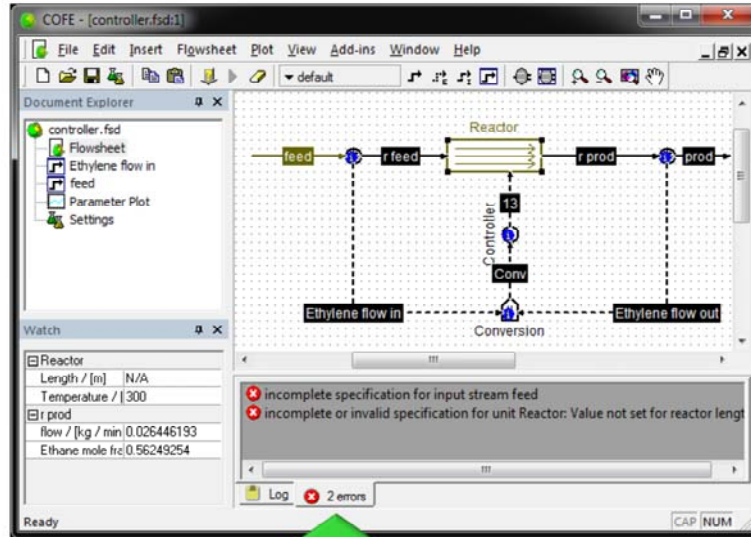 COFE - [controller.fsd:1]
File Edit Insert Flowsheet Plot View Add-ins Window Help
default
Document Explorer
controller.fsd
Flowsheet
Ethylene flow in
feed
Parameter Plot
Settings
Reactor
feed r feed r prod prod
13
Controller
Conv
Ethylene flow in Ethylene flow out
Conversion
Watch
Reactor
Length / [m] N/A
Temperature / [ 300
r prod
flow / [kg / min 0.026446193
Ethane mole fra 0.56249254
incomplete specification for input stream feed
incomplete or invalid specification for unit Reactor: Value not set for reactor lengt
Log 2 errors
Ready CAP NUM